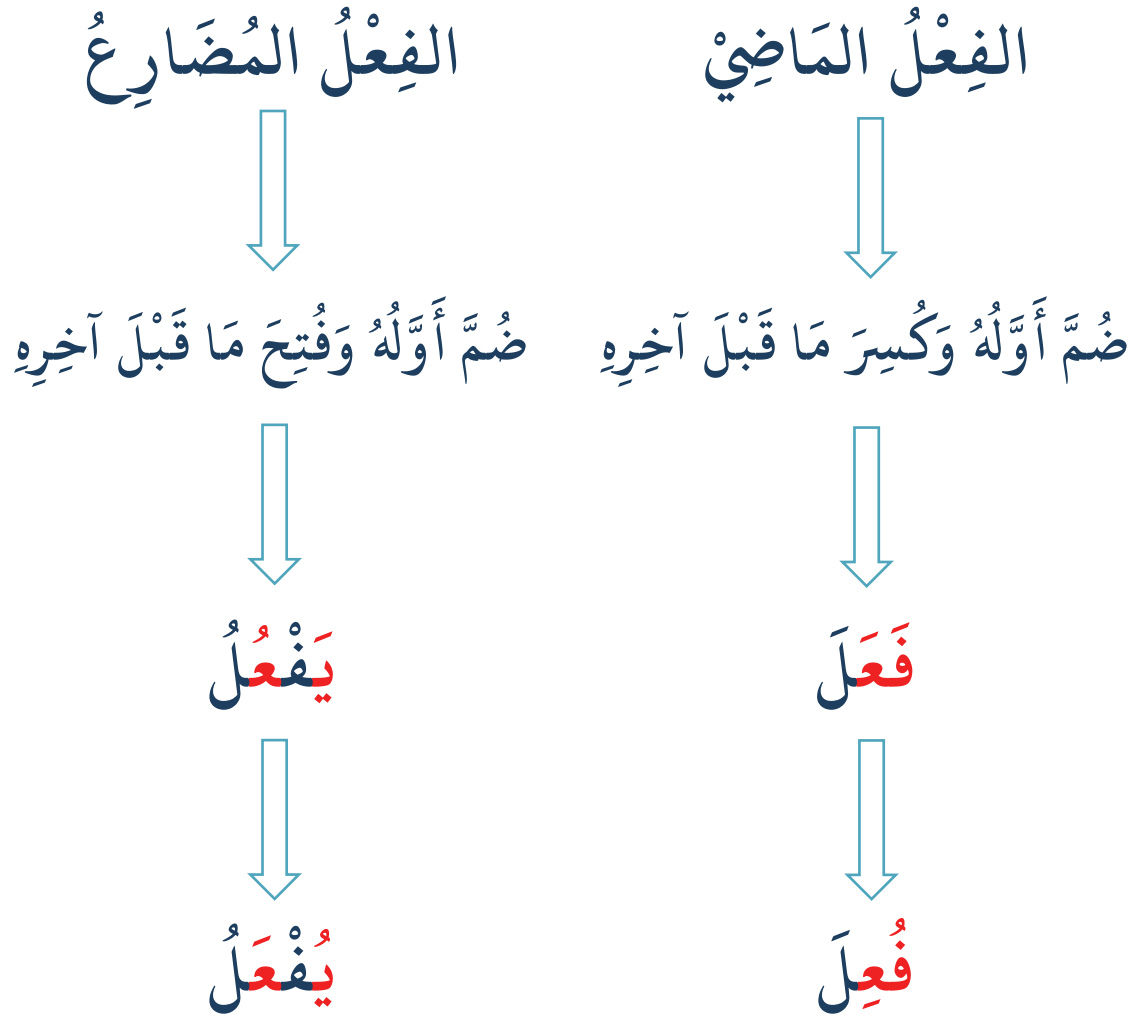 الفِعْلُ المَاضِيْ
ضُمَّ أَوَّلُهُ وَكُسِرَ مَا قَبْلَ آخِرِهِ
فَعَلَ
فُعِلَ
الفِعْلُ المُضَارِعُ
ضُمَّ أَوَّلُهُ وَفُتِحَ مَا قَبْلَ آخِرِهِ
يَفْعُلُ
يُفْعَلُ